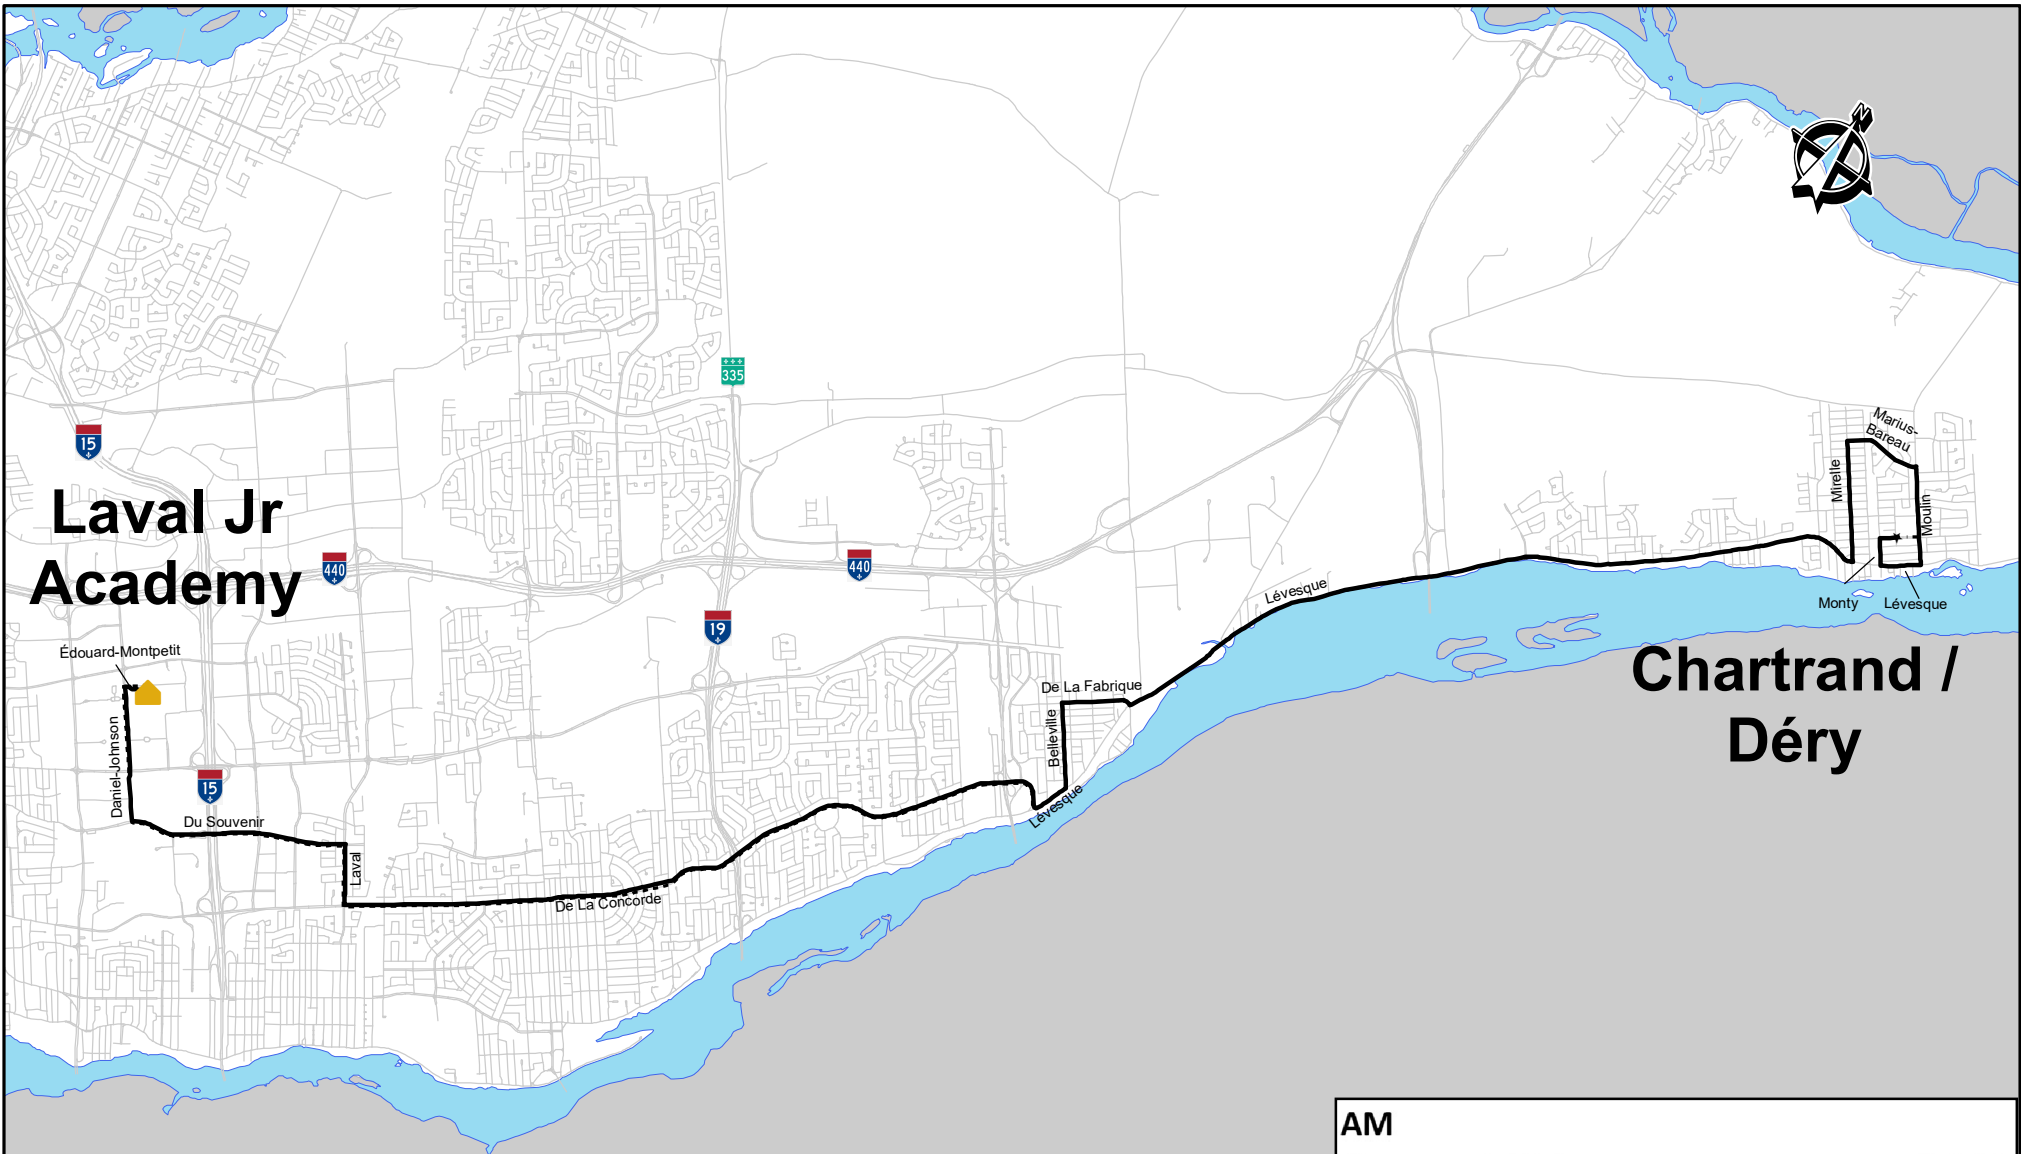 N
335
15
Marius-
Bareau
Mirelle
Moulin
Laval Jr
Academy
440
440
Lévesque
Monty
Lévesque
19
Édouard-Montpetit
Chartrand /
Déry
De La Fabrique
Belleville
Daniel-Johnson
15
Du Souvenir
Lévesque
Laval
De La Concorde
AM